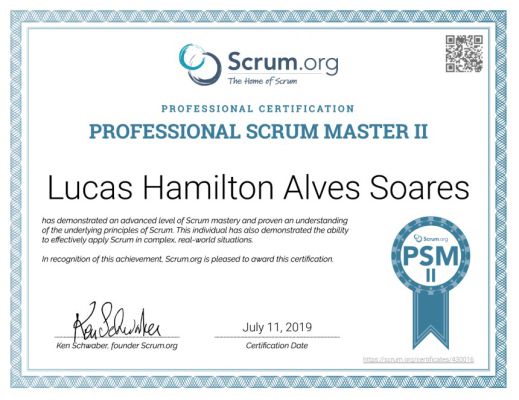 Scrum.org
The Home of Scrum
PROFESSIONAL CERTIFICATION
PROFESSIONAL SCRUM MASTER II
Lucas Hamilton Alves Soares
has demonstrated an advanced level of Scrum mastery and proven an understanding
of the underlying principles of Scrum. This individual has also demonstrated the ability
to effectively apply Scrum in complex, real-world situations.
In recognition of this achievement, Scrum.org is pleased to award this certification.
Scrum.org
PSM
II
Ken Schwaber
July 11, 2019
Ken Schwaber, founder Scrum.org
Certification Date
https://scrum.org/certificates/430016